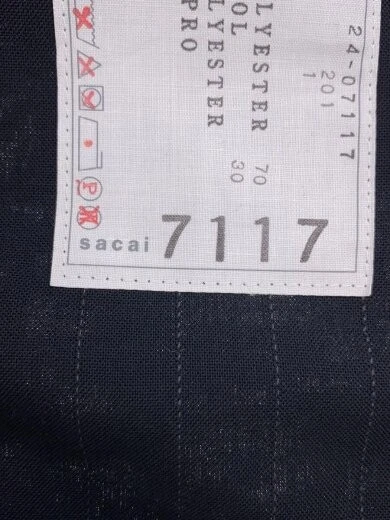 24-07117
201
1
LYESTER 70
OL 30
LYESTER
PRO
sacai 7117